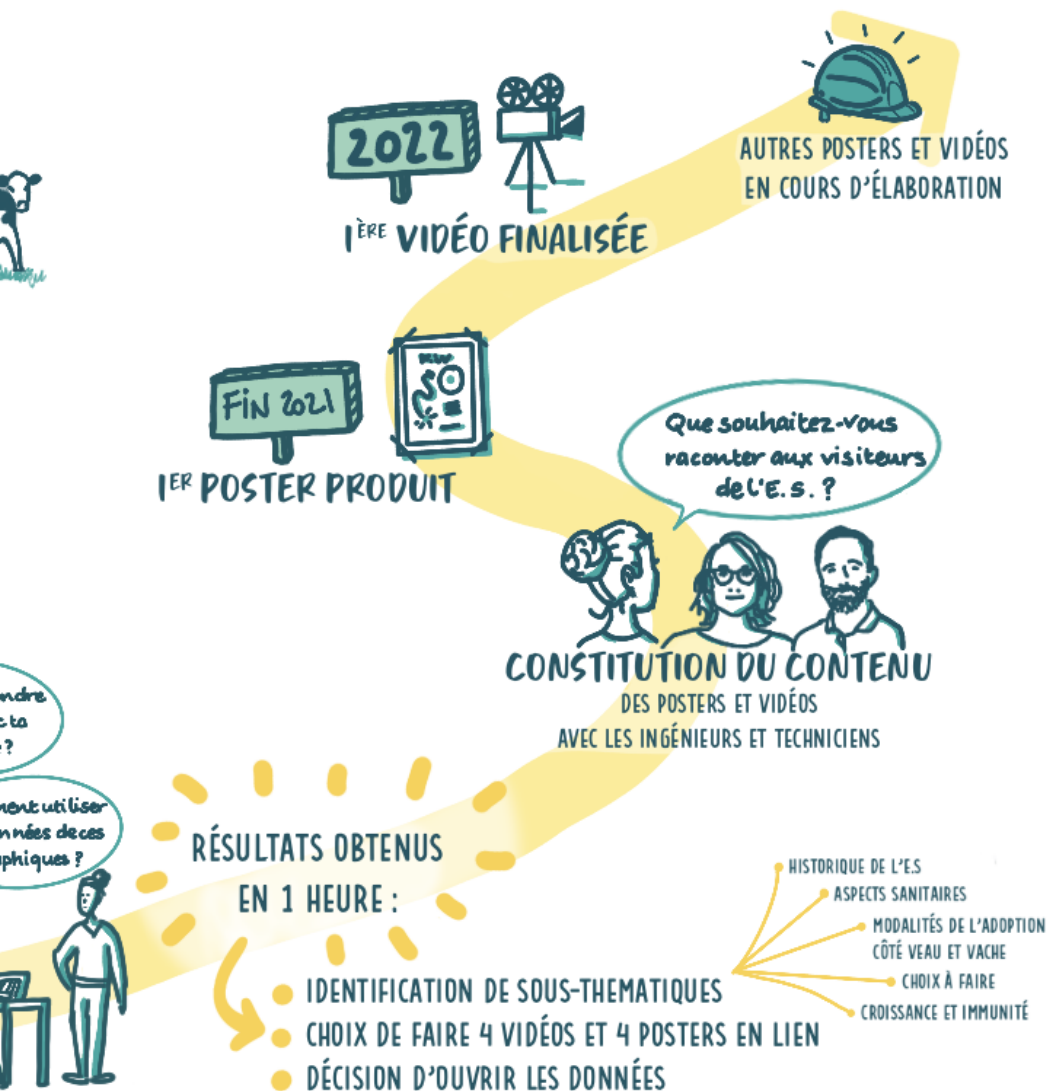 2022
1ÈRE VIDÉO FINALISÉE
AUTRES POSTERS ET VIDÉOS
EN COURS D'ÉLABORATION
FIN 2021
1ER POSTER PRODUIT
Que souhaitez-vous
raconter aux visiteurs
de l'E.S. ?
CONSTITUTION DU CONTENU
DES POSTERS ET VIDÉOS
AVEC LES INGÉNIEURS ET TECHNICIENS
utiliser
de ces
?
RÉSULTATS OBTENUS
EN 1 HEURE :
IDENTIFICATION DE SOUS-THEMATIQUES
CHOIX DE FAIRE 4 VIDÉOS ET 4 POSTERS EN LIEN
DÉCISION D'OUVRIR LES DONNÉES
HISTORIQUE DE L'E.S
ASPECTS SANITAIRES
MODALITÉS DE L'ADOPTION
CÔTÉ VEAU ET VACHE
CHOIX À FAIRE
CROISSANCE ET IMMUNITÉ